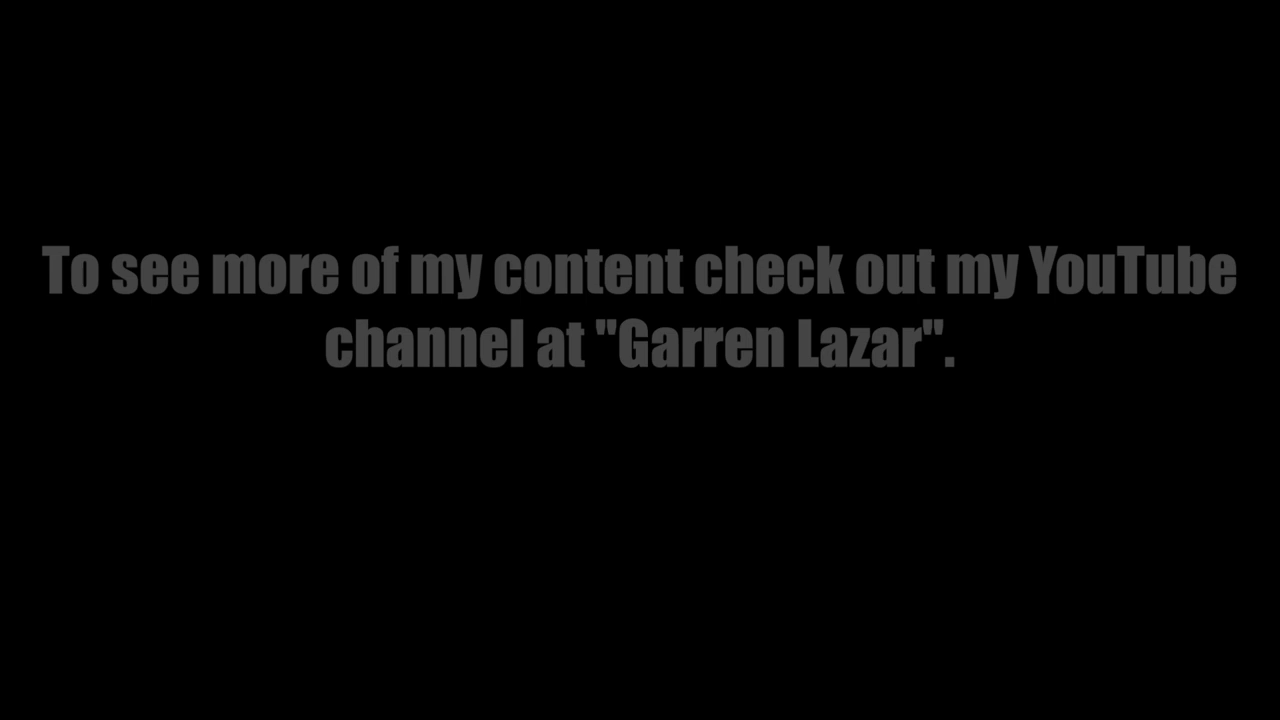 To see more of my content check out my YouTube
channel at "Garren Lazar".